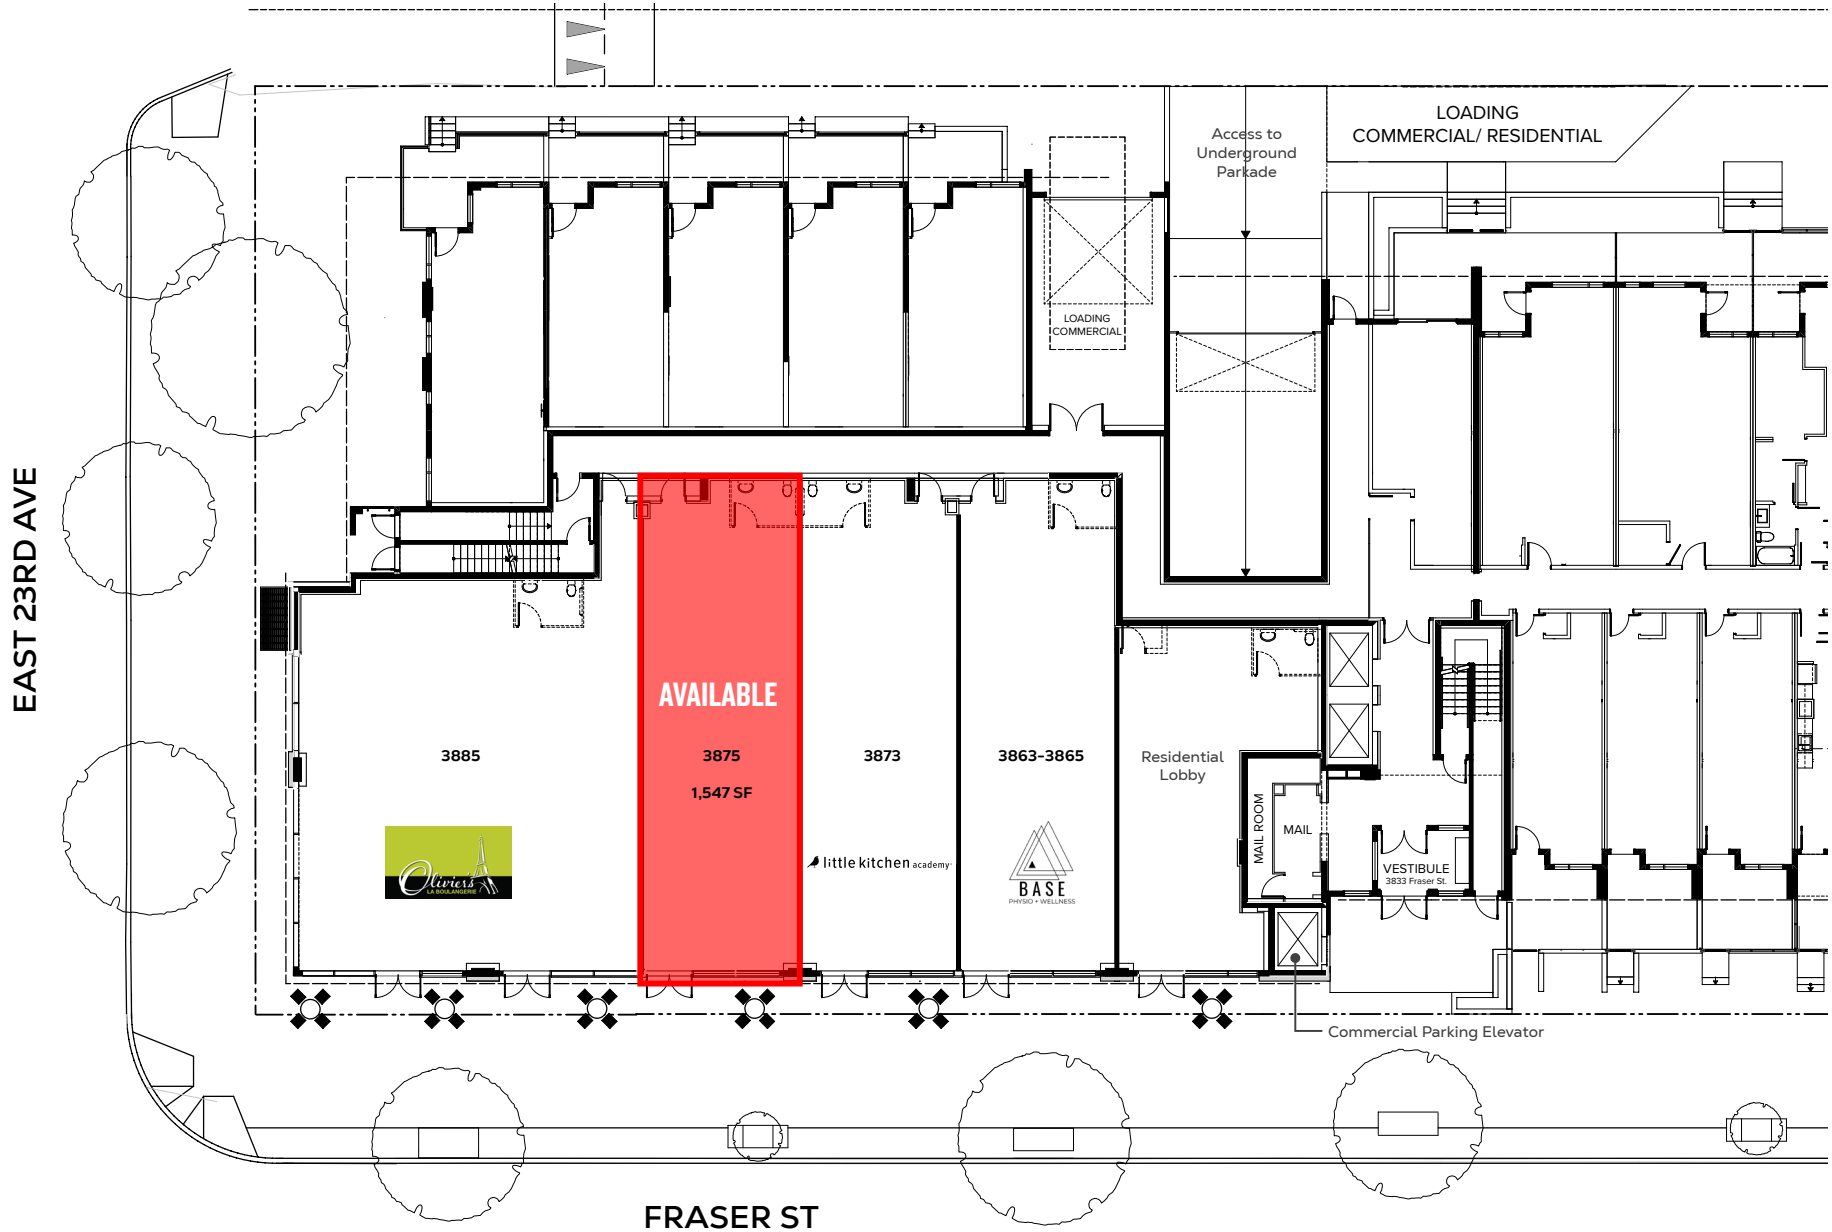 LOADING
COMMERCIAL/ RESIDENTIAL
Access to
Underground
Parkade
LOADING
COMMERCIAL
EAST 23RD AVE
AVAILABLE
3885
3875
1,547 SF
3873
3863-3865
Residential
Lobby
MAIL ROOM
MAIL
Oliviers
LA BOULANGERIE
little kitchen academy
BASE
PHYSIO + WELLNESS
VESTIBULE
3833 Fraser St.
Commercial Parking Elevator
FRASER ST